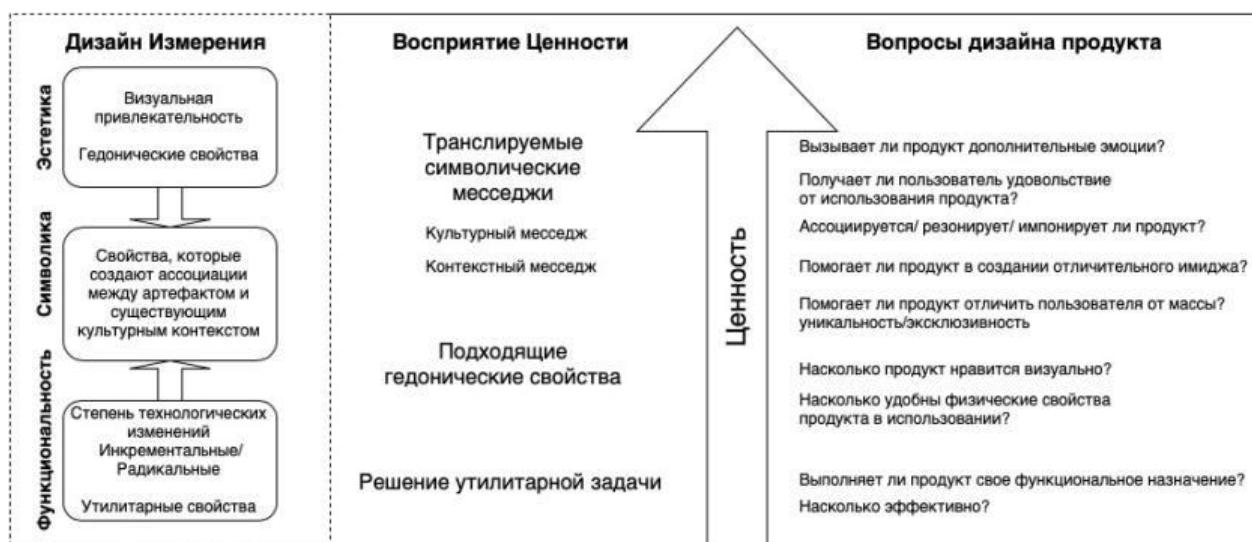 Дизайн Измерения
Эстетика
Визуальная
привлекательность
Гедонические свойства
Символика
Свойства, которые
создают ассоциации
между артефактом и
существующим
культурным контекстом
Функциональность
Степень технологических
изменений
Инкрементальные/
Радикальные
Утилитарные свойства
Восприятие Ценности
Транслируемые
символические
месседжи
Культурный месседж
Контекстный месседж
Подходящие
гедонические свойства
Решение утилитарной задачи
Ценность
Вопросы дизайна продукта
Вызывает ли продукт дополнительные эмоции?
Получает ли пользователь удовольствие
от использования продукта?
Ассоциируется/ резонирует/ импонирует ли продукт?
Помогает ли продукт в создании отличительного имиджа?
Помогает ли продукт отличить пользователя от массы?
уникальность/эксклюзивность
Насколько продукт нравится визуально?
Насколько удобны физические свойства
продукта в использовании?
Выполняет ли продукт свое функциональное назначение?
Насколько эффективно?